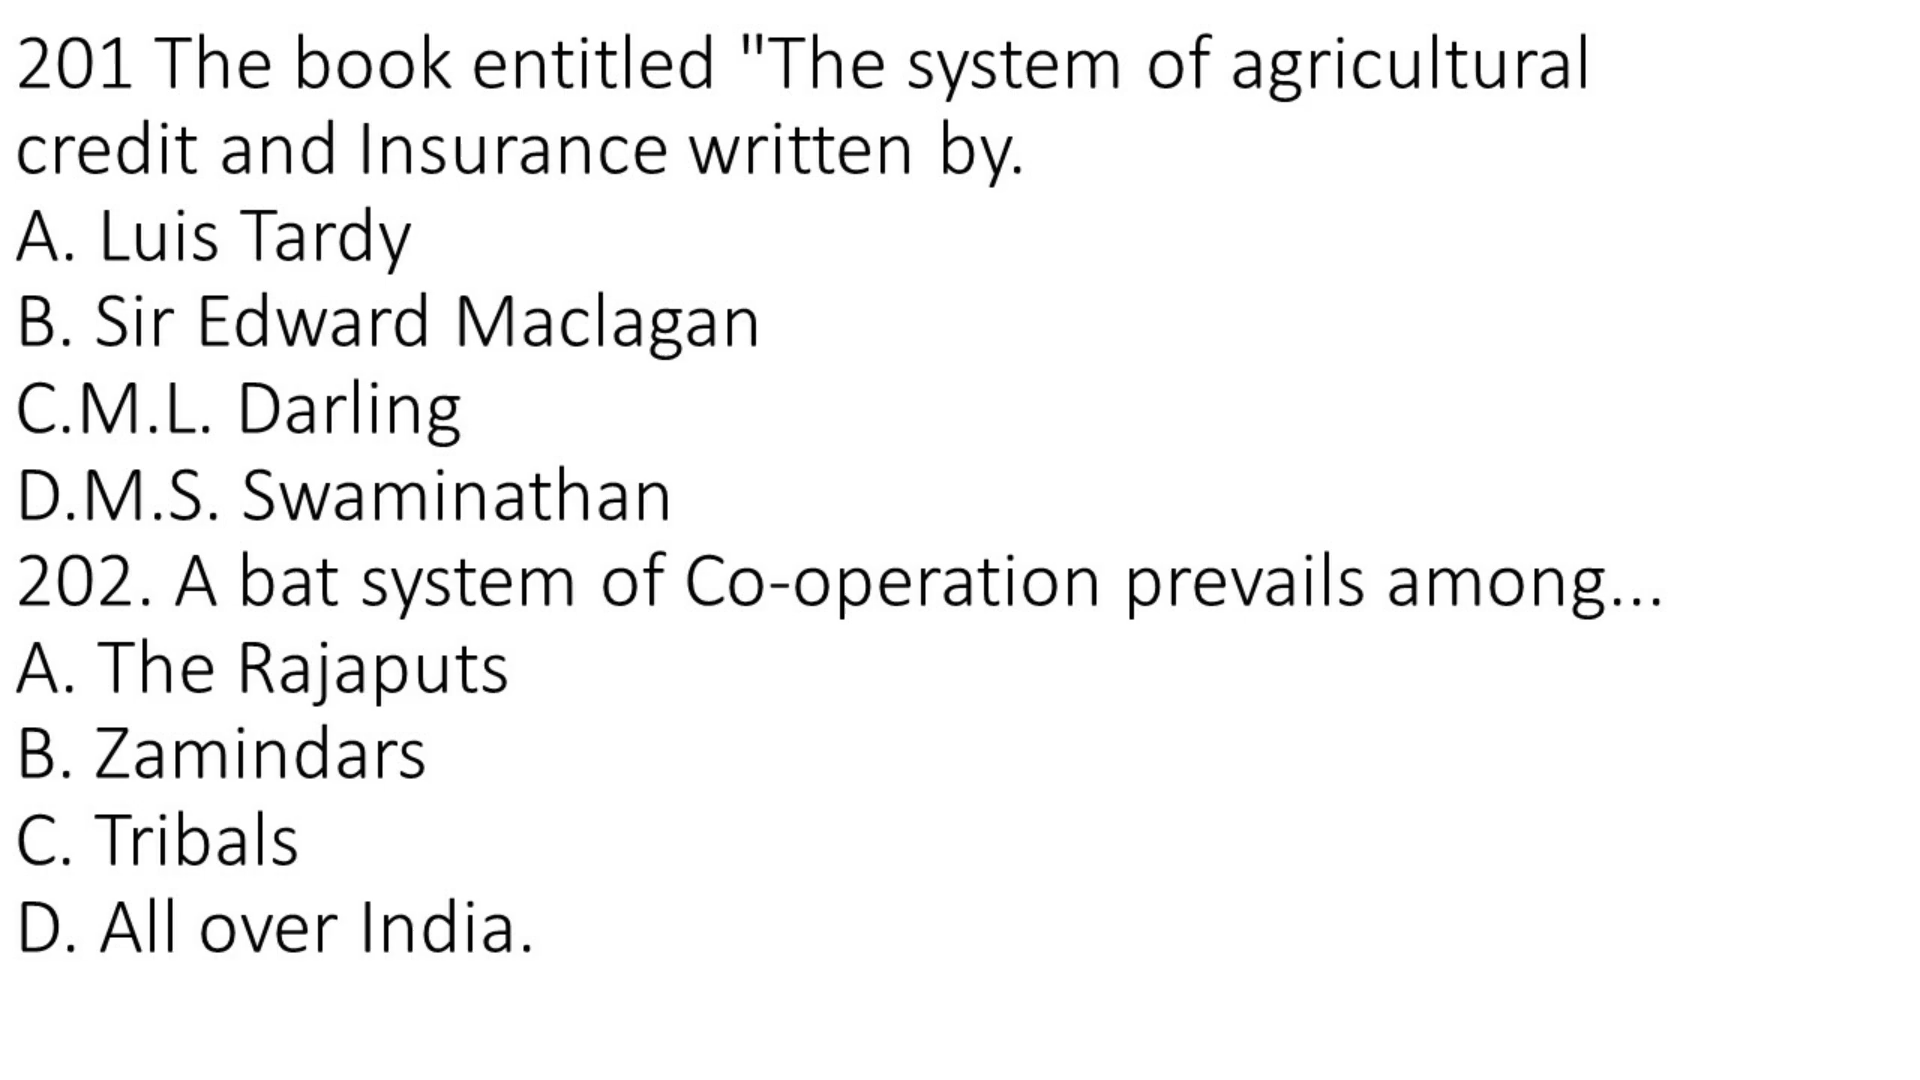 201 The book entitled "The system of agricultural
credit and Insurance written by.
A. Luis Tardy
B. Sir Edward Maclagan
C.M.L. Darling
D.M.S. Swaminathan
202. A bat system of Co-operation prevails among...
A. The Rajaputs
B. Zamindars
C. Tribals
D. All over India.